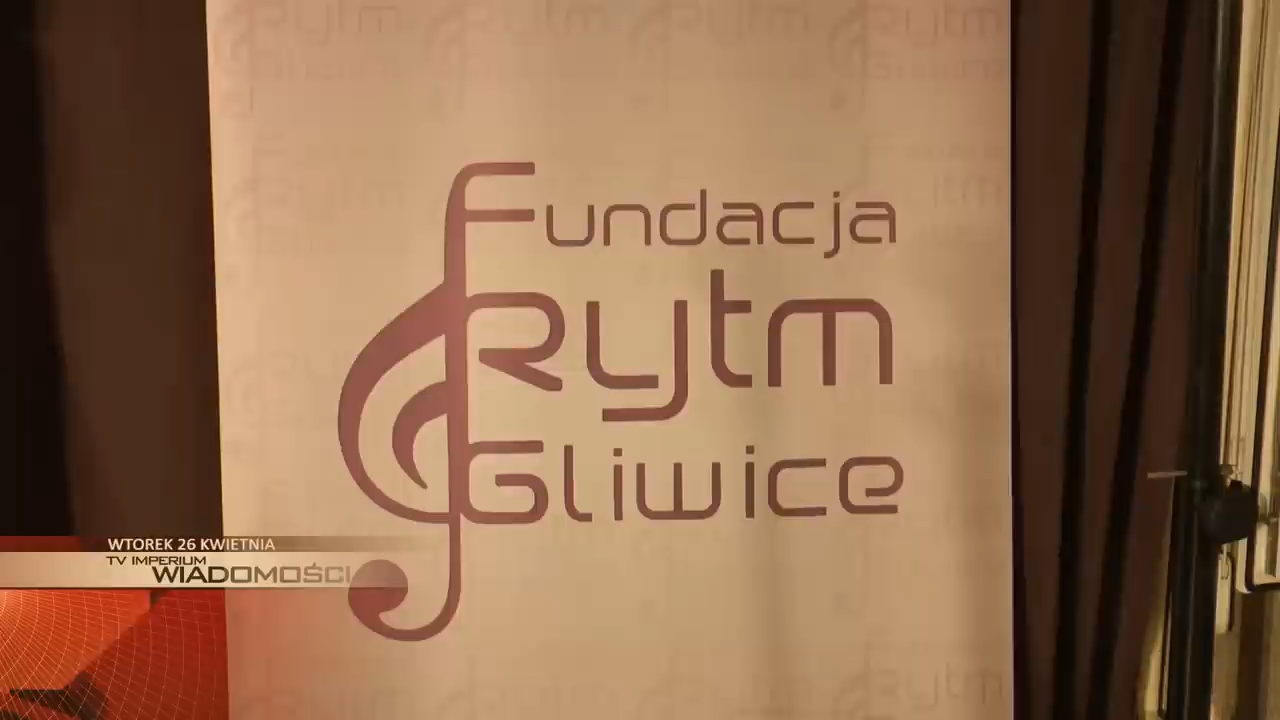 Fundacja
Rytm
Gliwice
WTOREK 26 KWIETNIA
TV IMPERIUM
WIADOMOŚCI